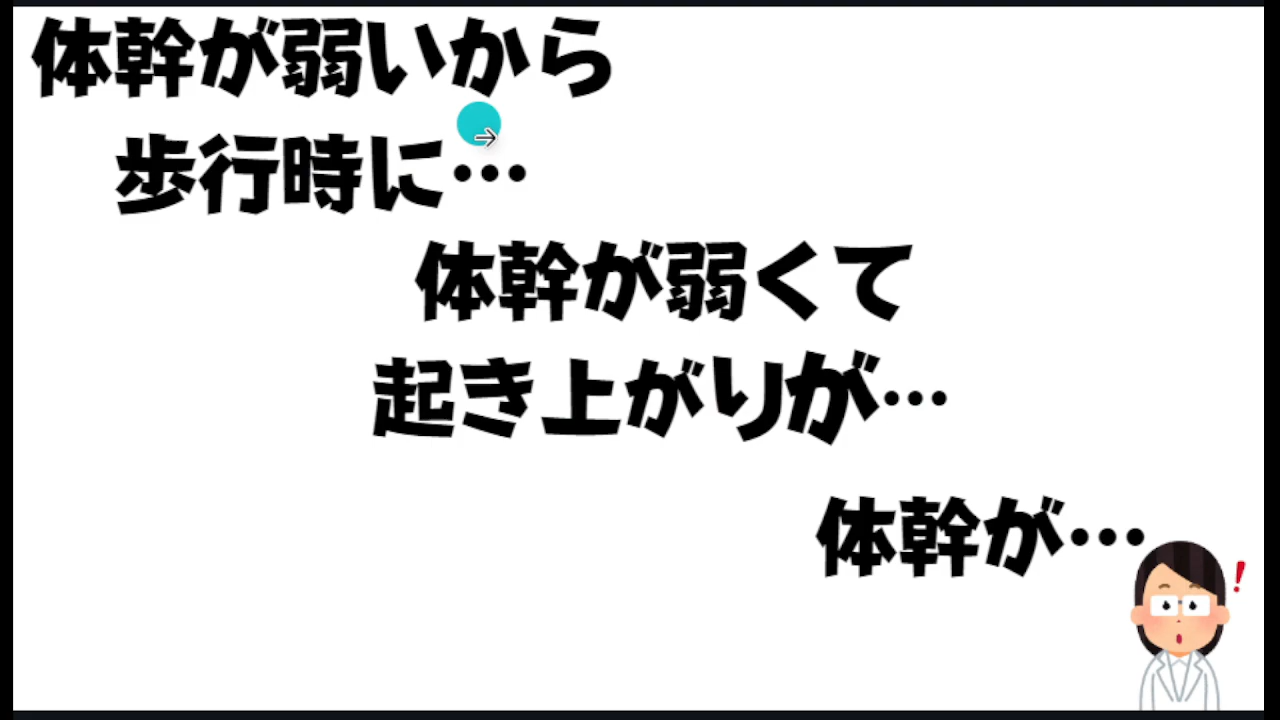 体幹が弱いから
歩行時に…
体幹が弱くて
起き上がりが…
体幹が…
!